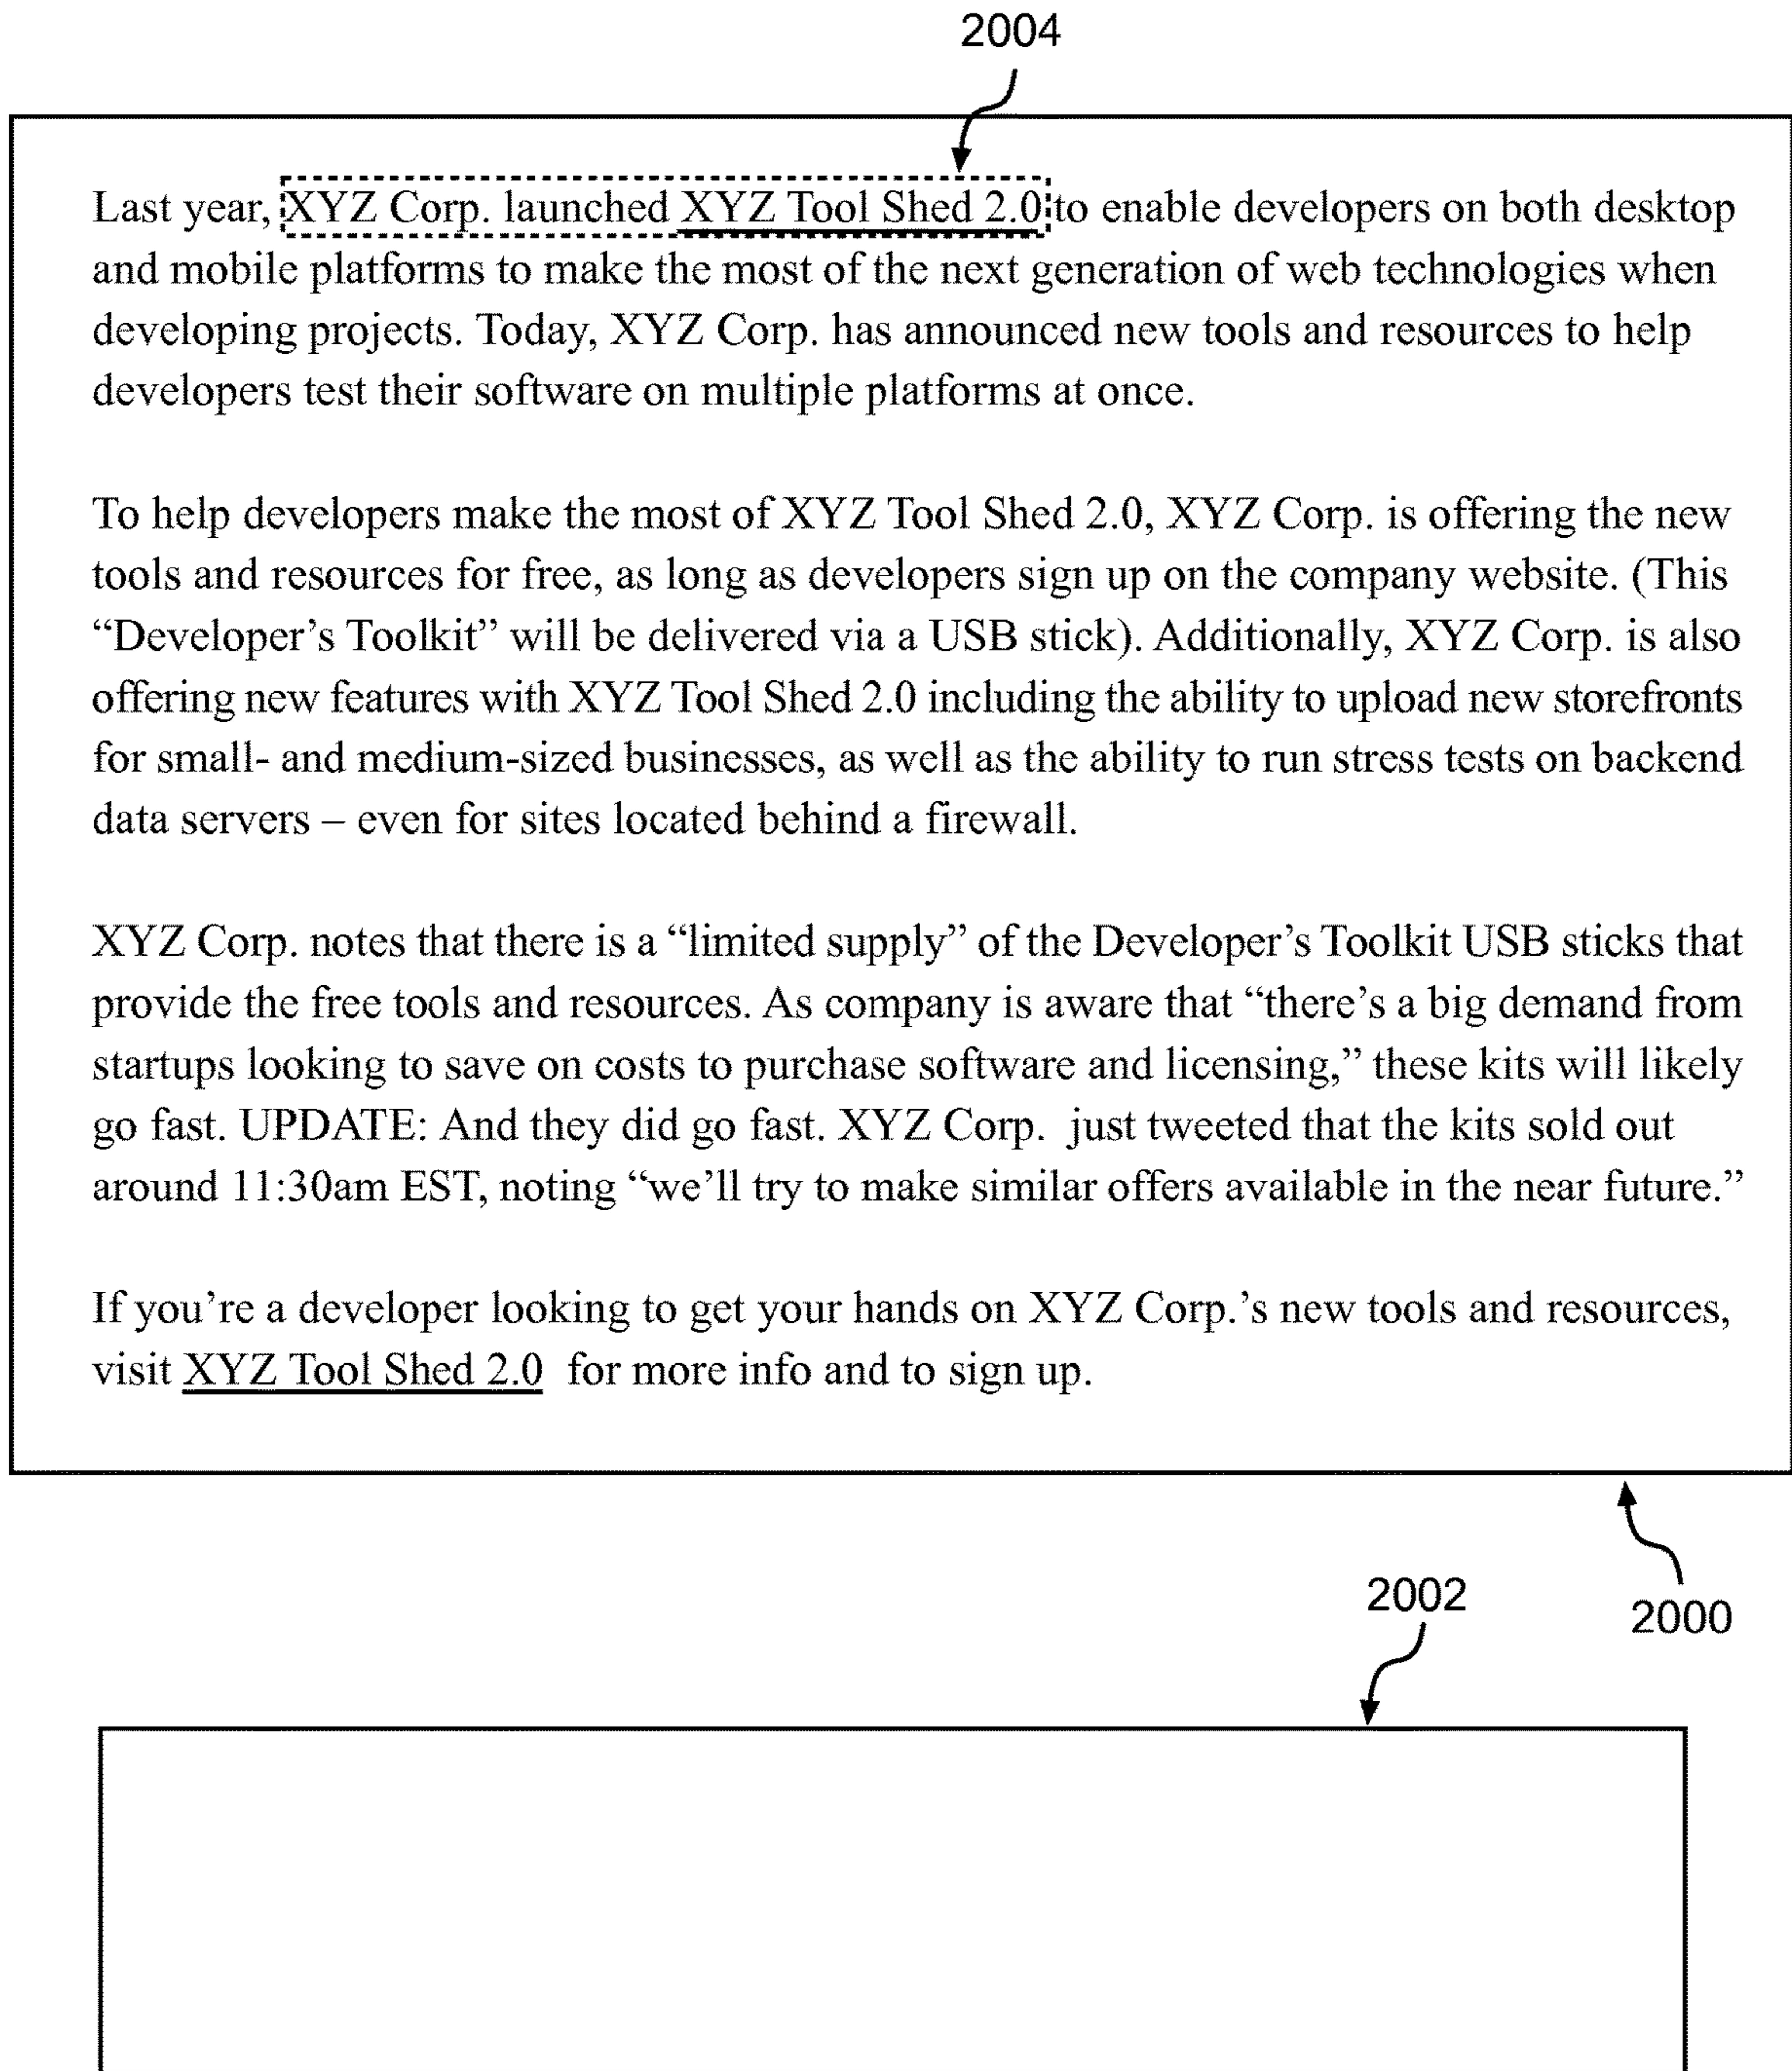 2004
Last year, XYZ Corp. launched XYZ Tool Shed 2.0 to enable developers on both desktop
and mobile platforms to make the most of the next generation of web technologies when
developing projects. Today, XYZ Corp. has announced new tools and resources to help
developers test their software on multiple platforms at once.
To help developers make the most of XYZ Tool Shed 2.0, XYZ Corp. is offering the new
tools and resources for free, as long as developers sign up on the company website. (This
“Developer’s Toolkit” will be delivered via a USB stick). Additionally, XYZ Corp. is also
offering new features with XYZ Tool Shed 2.0 including the ability to upload new storefronts
for small- and medium-sized businesses, as well as the ability to run stress tests on backend
data servers – even for sites located behind a firewall.
XYZ Corp. notes that there is a “limited supply” of the Developer’s Toolkit USB sticks that
provide the free tools and resources. As company is aware that “there’s a big demand from
startups looking to save on costs to purchase software and licensing,” these kits will likely
go fast. UPDATE: And they did go fast. XYZ Corp.  just tweeted that the kits sold out
around 11:30am EST, noting “we’ll try to make similar offers available in the near future.”
If you’re a developer looking to get your hands on XYZ Corp.’s new tools and resources,
visit XYZ Tool Shed 2.0  for more info and to sign up.
2002
2000